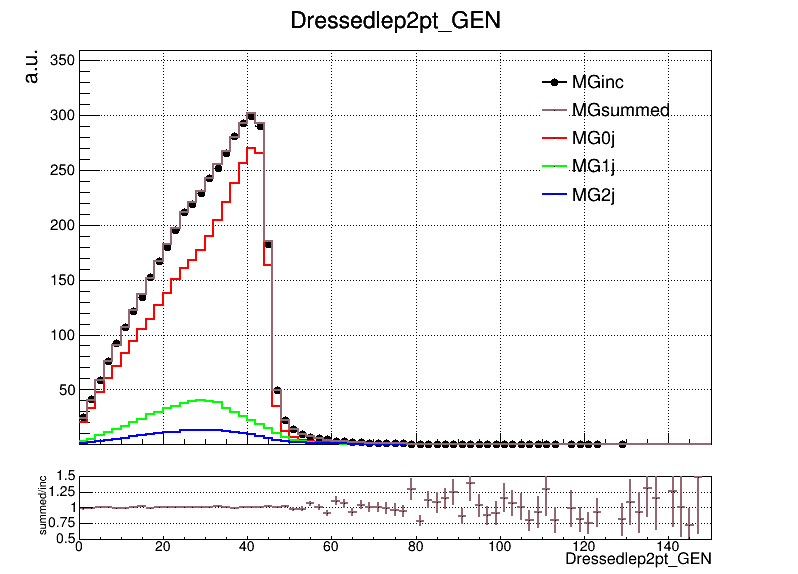 Dressedlep2pt_GEN
a.u.
350
300
250
200
150
100
50
MGinc
MGsummed
MG0j
MG1j
MG2j
summed/inc
1.5
1.25
1
0.75
0.5
0 20 40 60 80 100 120 140
Dressedlep2pt_GEN